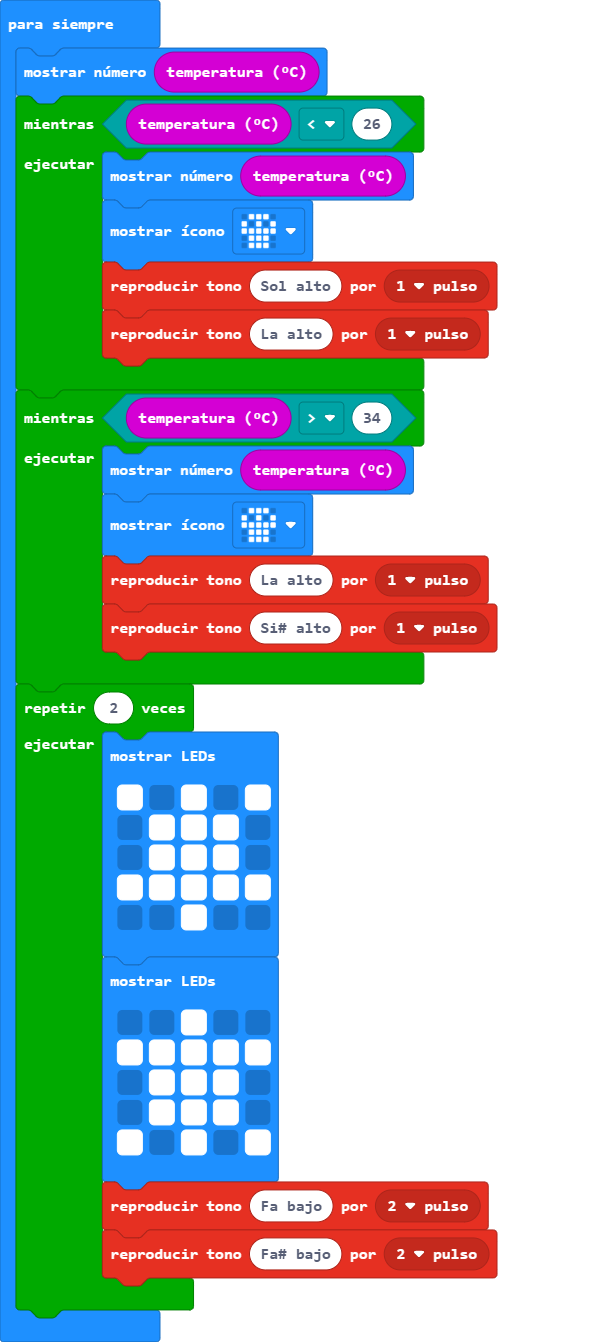 para siempre
mostrar número temperatura (ºC)
mientras temperatura (ºC) < 26
ejecutar
mostrar número temperatura (ºC)
mostrar ícono
reproducir tono Sol alto por 1 pulso
reproducir tono La alto por 1 pulso
mientras temperatura (ºC) > 34
ejecutar
mostrar número temperatura (ºC)
mostrar ícono
reproducir tono La alto por 1 pulso
reproducir tono Si# alto por 1 pulso
repetir 2 veces
ejecutar
mostrar LEDs
mostrar LEDs
reproducir tono Fa bajo por 2 pulso
reproducir tono Fa# bajo por 2 pulso